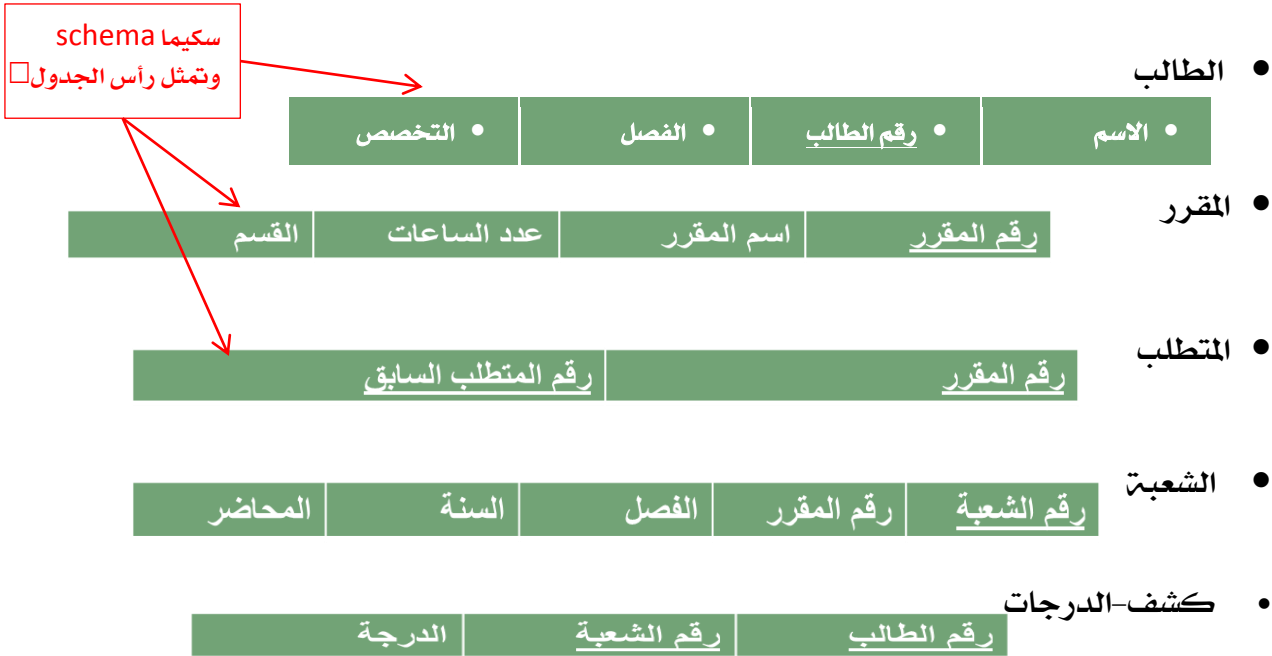 سكيما schema
وتمثل رأس الجدول
• الطالب
• الاسم • رقم الطالب • الفصل • التخصص
• المقرر
رقم المقرر اسم المقرر عدد الساعات القسم
• المتطلب
رقم المقرر رقم المتطلب السابق
• الشعبة
رقم الشعبة رقم المقرر الفصل السنة المحاضر
• كشف-الدرجات
رقم الطالب رقم الشعبة الدرجة